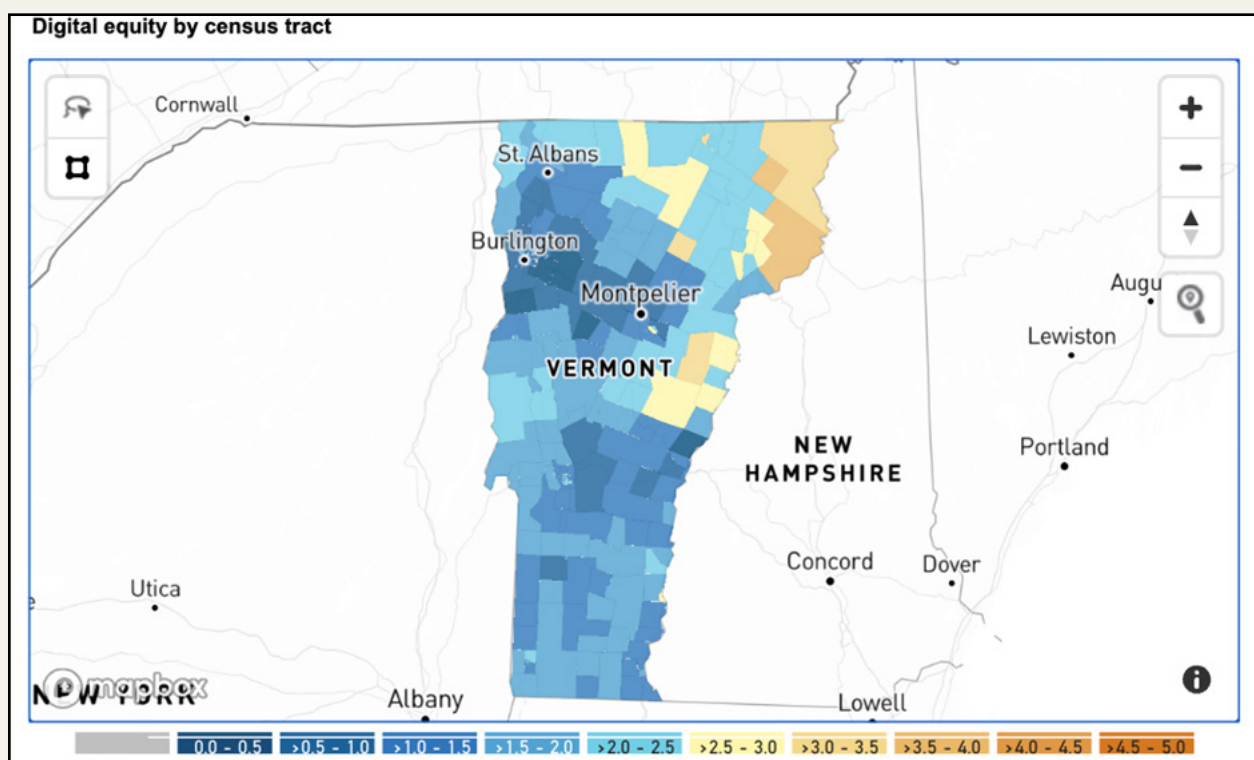 Digital equity by census tract
Cornwall
St. Albans
Burlington
Montpelier
Augu
Lewiston
VERMONT
Portland
NEW
HAMPSHIRE
Concord
Dover
Utica
e
mapbox
NEW YORK
Albany
Lowell
0.0 - 0.5
>0.5 - 1.0
>1.0 - 1.5
>1.5 - 2.0
>2.0 - 2.5
>2.5 - 3.0
>3.0 - 3.5
>3.5 - 4.0
>4.0 - 4.5
>4.5 - 5.0